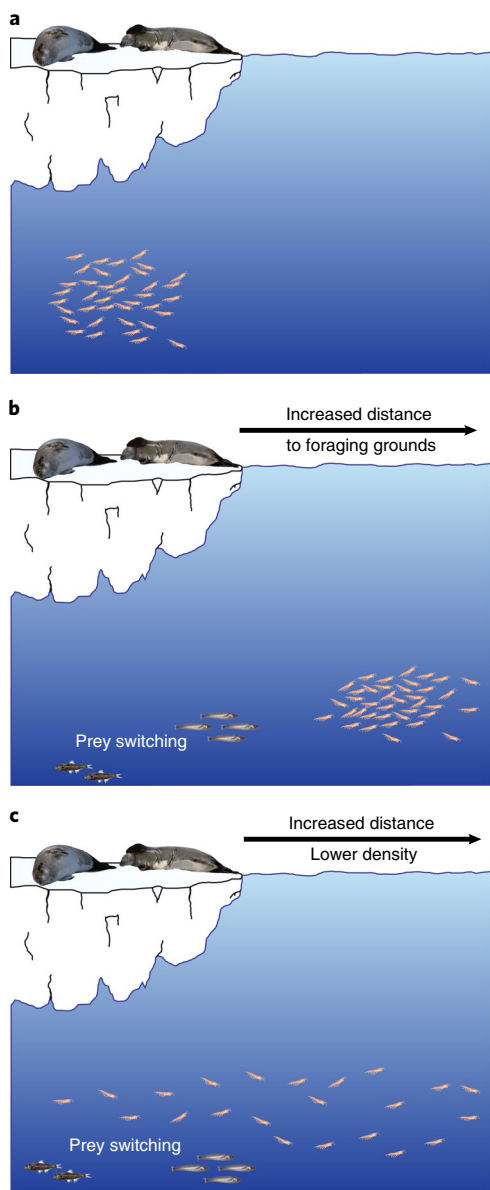 a
b
Increased distance
to foraging grounds
Prey switching
c
Increased distance
Lower density
Prey switching